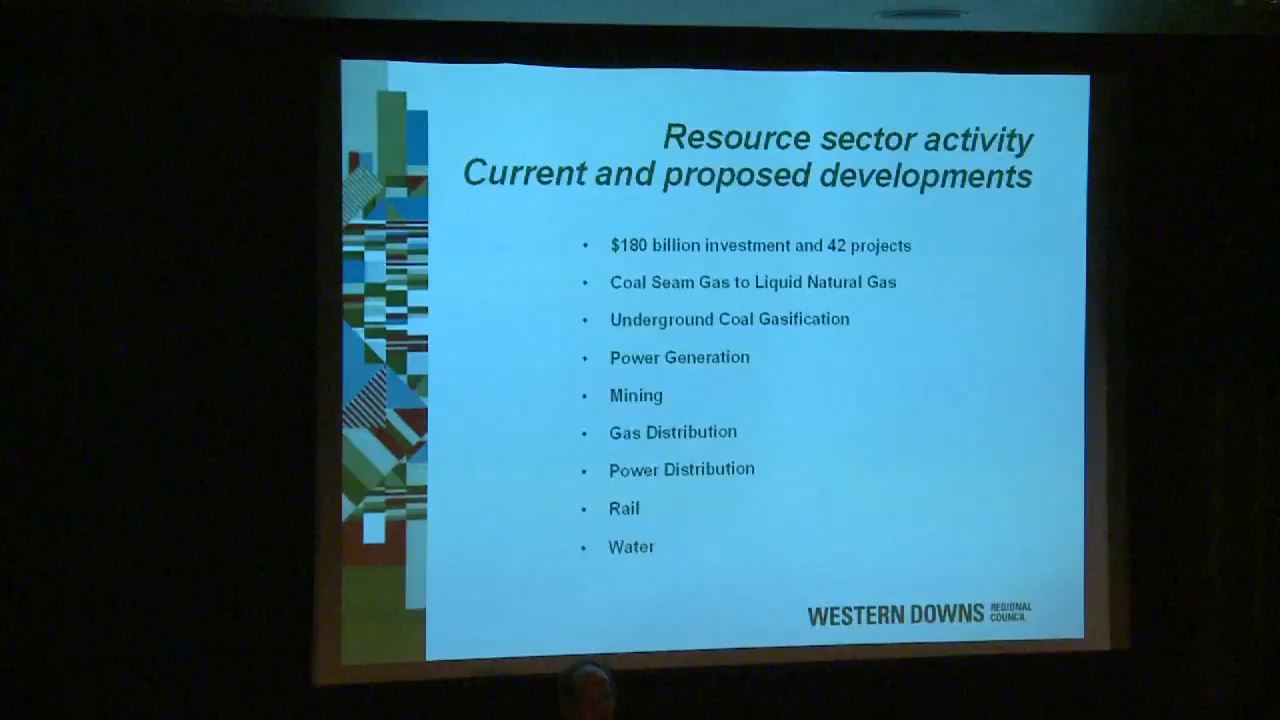 Resource sector activity
Current and proposed developments
• $180 billion investment and 42 projects
• Coal Seam Gas to Liquid Natural Gas
• Underground Coal Gasification
• Power Generation
• Mining
• Gas Distribution
• Power Distribution
• Rail
• Water
WESTERN DOWNS REGIONAL COUNCIL